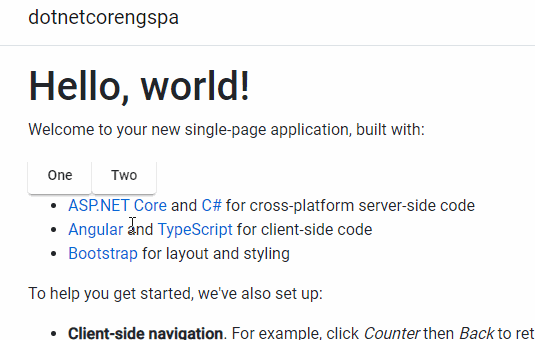 dotnetcorengspa
Hello, world!
Welcome to your new single-page application, built with:
One Two
ASP.NET Core and C# for cross-platform server-side code
Angular and TypeScript for client-side code
Bootstrap for layout and styling
To help you get started, we've also set up:
Client-side navigation. For example, click Counter then Back to ret